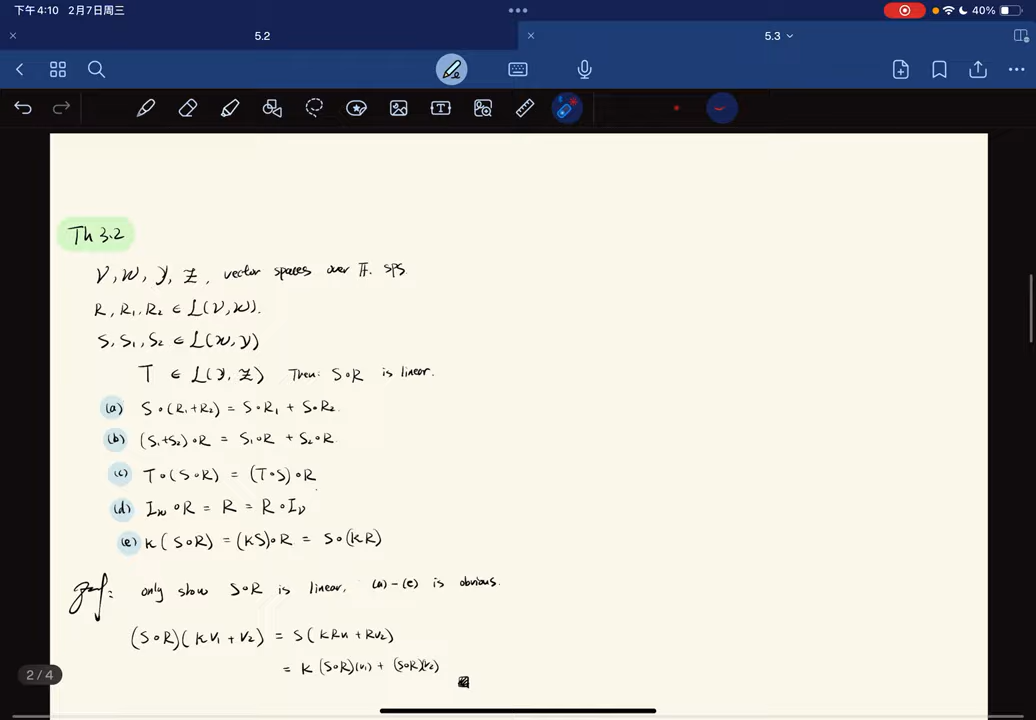 下午4:10 2月7日周三
40%
5.2
5.3
Th 3.2
V, W, Y, Z, vector spaces over F. sps
R, R₁, R₂ ∈ L(V, W).
S, S₁, S₂ ∈ L(W, Y)
T ∈ L(Y, Z) Then: S∘R is linear.
(a) S∘(R₁+R₂) = S∘R₁ + S∘R₂.
(b) (S₁+S₂)∘R = S₁∘R + S₂∘R.
(c) T∘(S∘R) = (T∘S)∘R
(d) I_W∘R = R = R∘I_V
(e) K(S∘R) = (KS)∘R = S∘(KR)
Prof: only show S∘R is linear, (a)-(e) is obvious.
(S∘R)(KV₁ + V₂) = S(KRV₁ + RV₂)
= K(S∘R)(V₁) + (S∘R)(V₂)
2/4